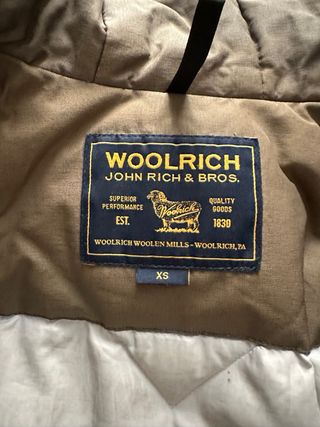 WOOLRICH
JOHN RICH & BROS.
SUPERIOR PERFORMANCE
QUALITY GOODS
Woolrich
EST.
1830
WOOLRICH WOOLEN MILLS - WOOLRICH, PA
XS